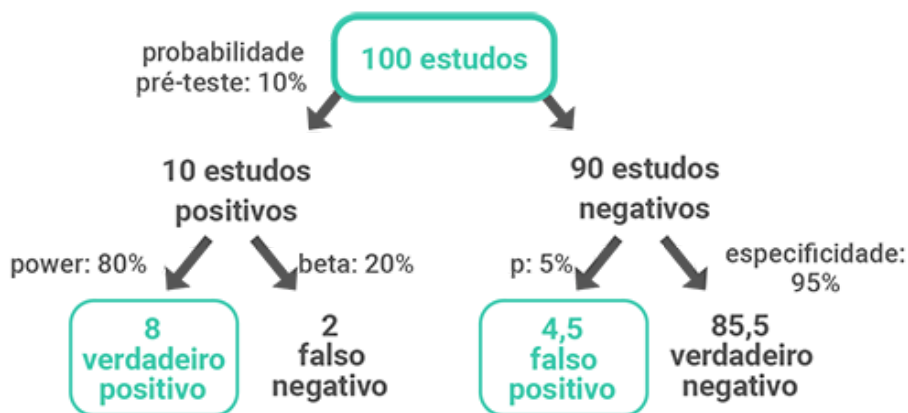 100 estudos
probabilidade
pré-teste: 10%
10 estudos
positivos
90 estudos
negativos
power: 80%
beta: 20%
p: 5%
especificidade:
95%
8
verdadeiro
positivo
2
falso
negativo
4,5
falso
positivo
85,5
verdadeiro
negativo